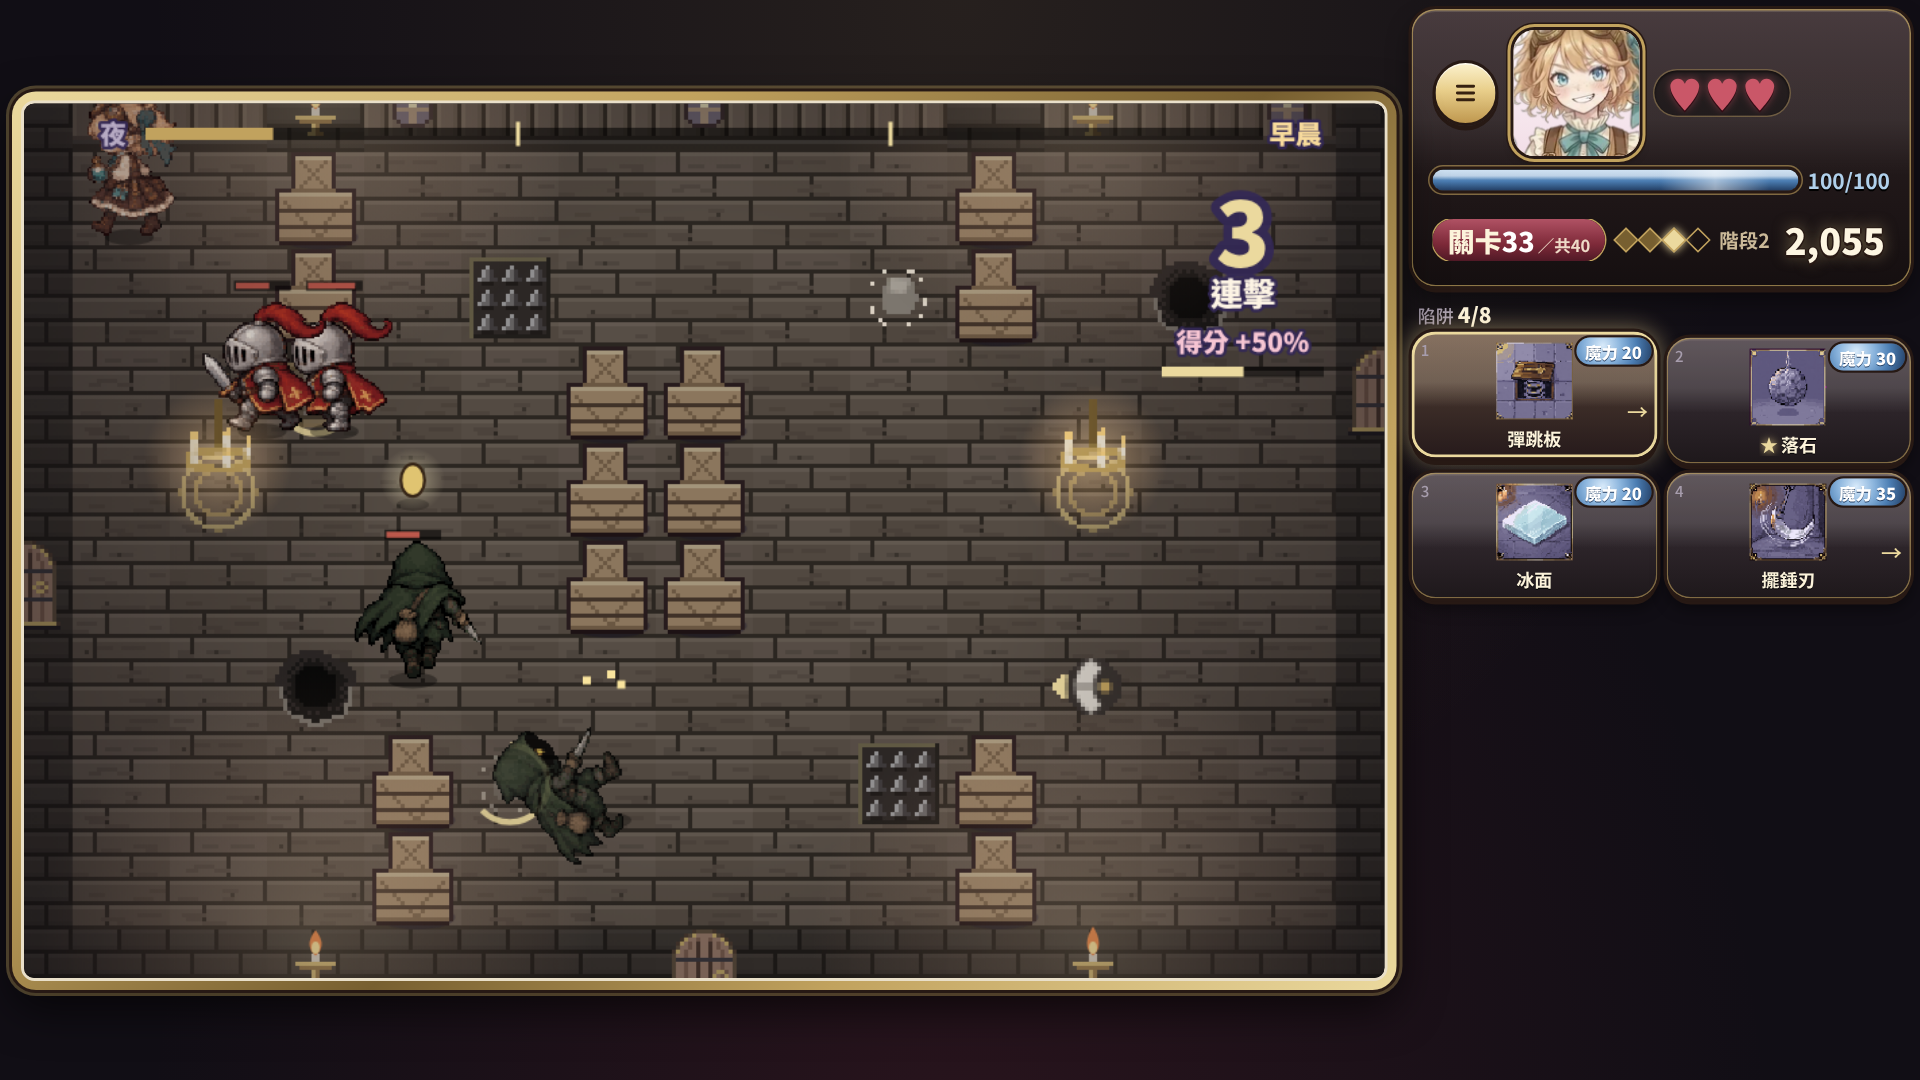 夜
早晨
3
連擊
得分 +50%
100/100
關卡33／共40
階段2
2,055
陷阱 4/8
1
魔力 20
→
彈跳板
2
魔力 30
★落石
3
魔力 20
冰面
4
魔力 35
→
擺錘刃